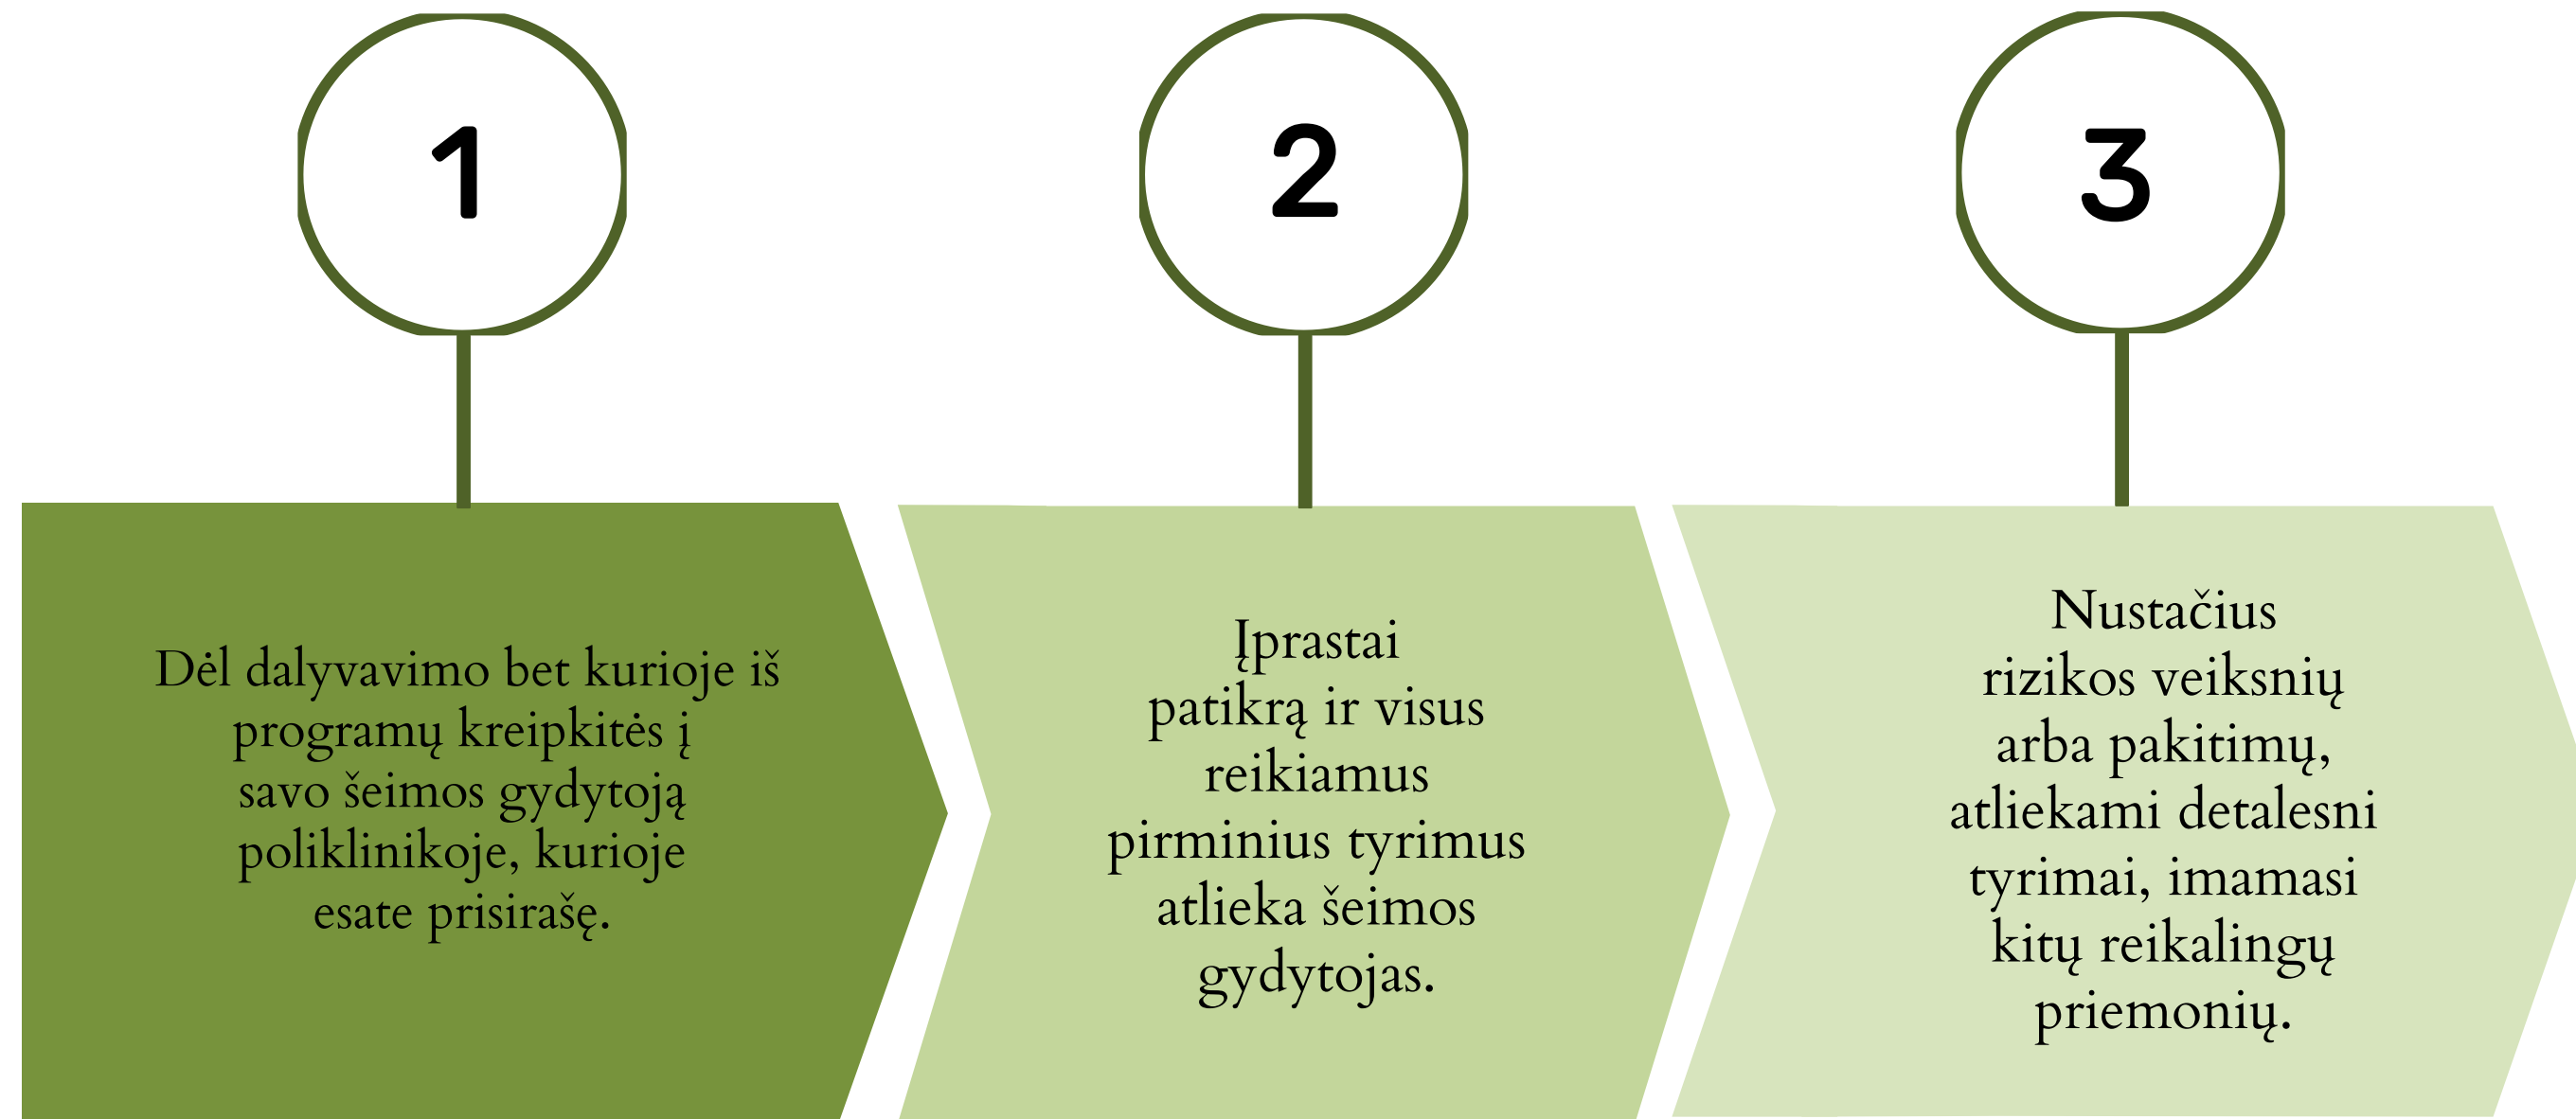 1
Dėl dalyvavimo bet kurioje iš
programų kreipkitės į
savo šeimos gydytoją
poliklinikoje, kurioje
esate prisirašę.
2
Įprastai
patikrą ir visus
reikiamus
pirminius tyrimus
atlieka šeimos
gydytojas.
3
Nustačius
rizikos veiksnių
arba pakitimų,
atliekami detalesni
tyrimai, imamasi
kitų reikalingų
priemonių.